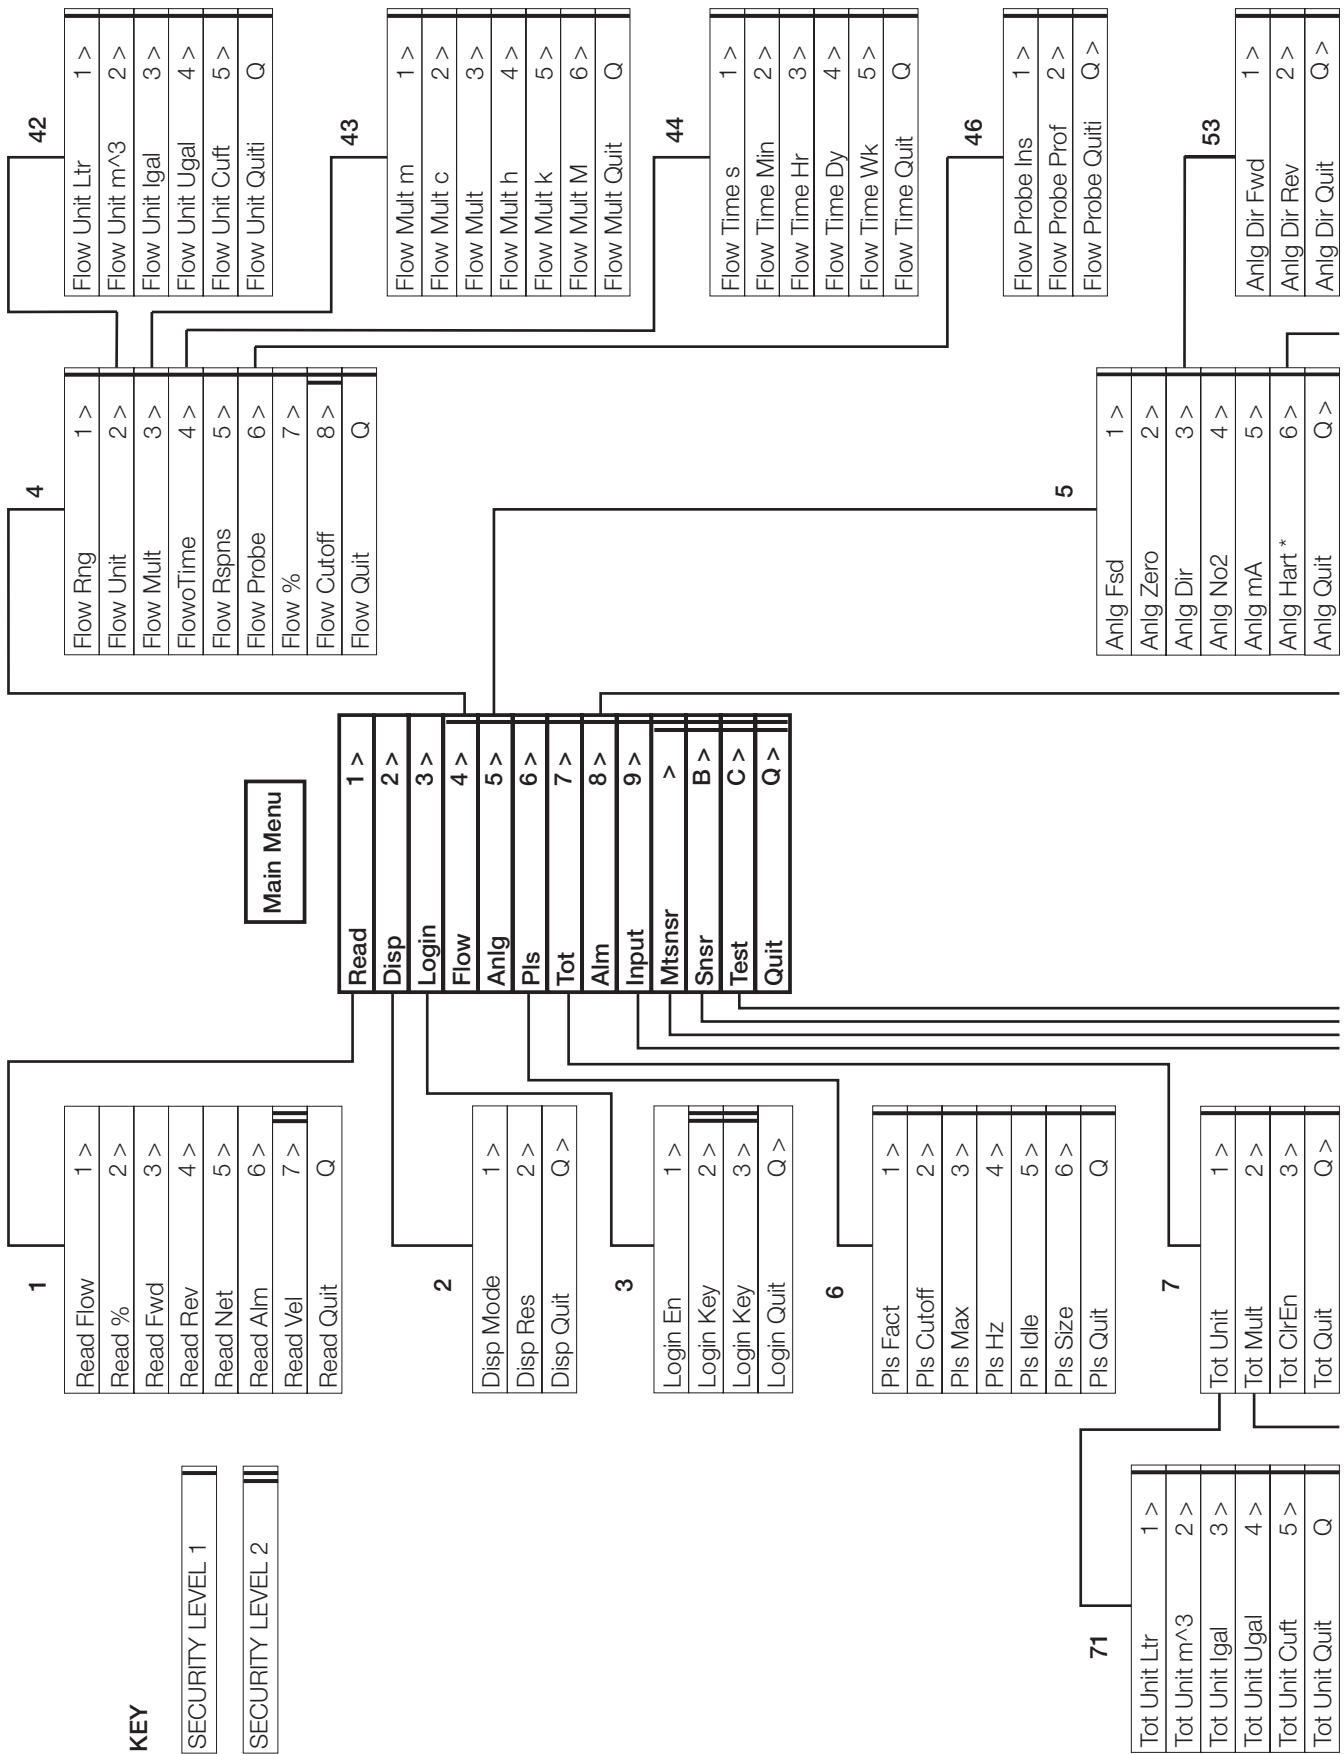 KEY
SECURITY LEVEL 1
SECURITY LEVEL 2
Main Menu
Read 1 >
Disp 2 >
Login 3 >
Flow 4 >
Anlg 5 >
Pls 6 >
Tot 7 >
Alm 8 >
Input 9 >
Mtsnsr >
Snsr B >
Test C >
Quit Q >
1
Read Flow 1 >
Read % 2 >
Read Fwd 3 >
Read Rev 4 >
Read Net 5 >
Read Alm 6 >
Read Vel 7 >
Read Quit Q
2
Disp Mode 1 >
Disp Res 2 >
Disp Quit Q >
3
Login En 1 >
Login Key 2 >
Login Key 3 >
Login Quit Q >
6
Pls Fact 1 >
Pls Cutoff 2 >
Pls Max 3 >
Pls Hz 4 >
Pls Idle 5 >
Pls Size 6 >
Pls Quit Q
7
Tot Unit 1 >
Tot Mult 2 >
Tot ClrEn 3 >
Tot Quit Q >
71
Tot Unit Ltr 1 >
Tot Unit m^3 2 >
Tot Unit Igal 3 >
Tot Unit Ugal 4 >
Tot Unit Cuft 5 >
Tot Unit Quit Q
4
Flow Rng 1 >
Flow Unit 2 >
Flow Mult 3 >
FlowoTime 4 >
Flow Rspns 5 >
Flow Probe 6 >
Flow % 7 >
Flow Cutoff 8 >
Flow Quit Q
5
Anlg Fsd 1 >
Anlg Zero 2 >
Anlg Dir 3 >
Anlg No2 4 >
Anlg mA 5 >
Anlg Hart * 6 >
Anlg Quit Q >
42
Flow Unit Ltr 1 >
Flow Unit m^3 2 >
Flow Unit Igal 3 >
Flow Unit Ugal 4 >
Flow Unit Cuft 5 >
Flow Unit Quiti Q
43
Flow Mult m 1 >
Flow Mult c 2 >
Flow Mult 3 >
Flow Mult h 4 >
Flow Mult k 5 >
Flow Mult M 6 >
Flow Mult Quit Q
44
Flow Time s 1 >
Flow Time Min 2 >
Flow Time Hr 3 >
Flow Time Dy 4 >
Flow Time Wk 5 >
Flow Time Quit Q
46
Flow Probe Ins 1 >
Flow Probe Prof 2 >
Flow Probe Quiti Q >
53
Anlg Dir Fwd 1 >
Anlg Dir Rev 2 >
Anlg Dir Quit Q >